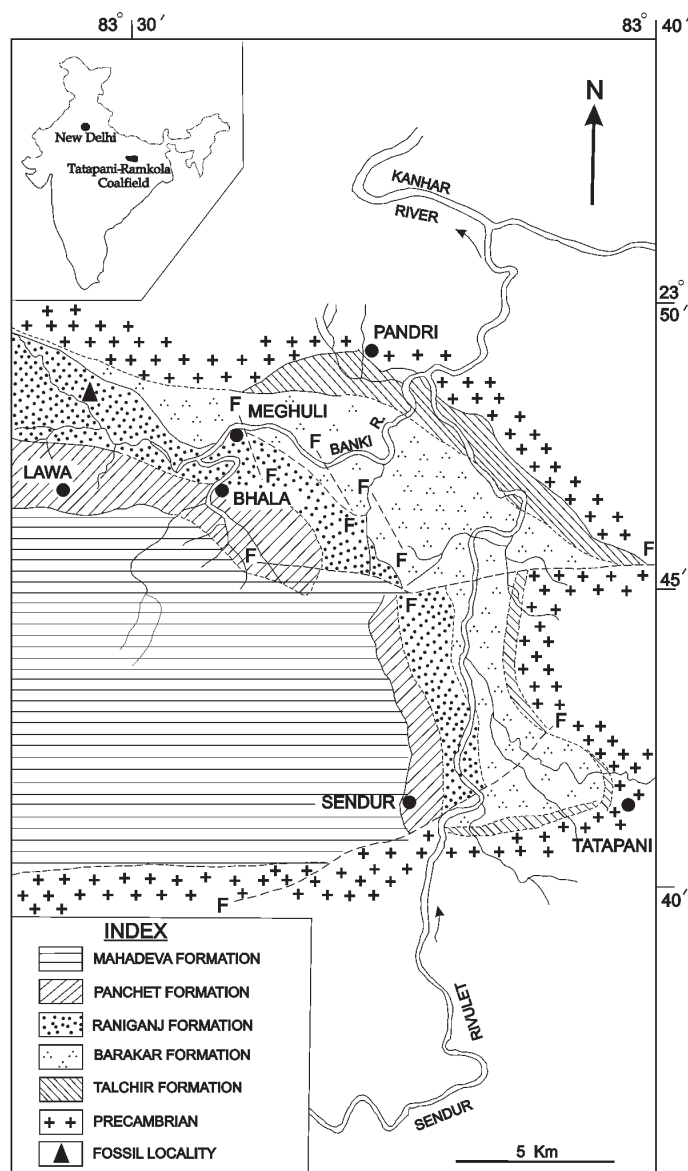 83° 30′
83° 40′
New Delhi
Tatapani-Ramkola
Coalfield
N
KANHAR
RIVER
23°
50′
PANDRI
F
MEGHULI
F
BANKI R.
LAWA
F
F
BHALA
F
F
F
F
45′
F
F
SENDUR
TATAPANI
40′
F
INDEX
MAHADEVA FORMATION
PANCHET FORMATION
RANIGANJ FORMATION
BARAKAR FORMATION
TALCHIR FORMATION
PRECAMBRIAN
FOSSIL LOCALITY
RIVULET
SENDUR
5 Km